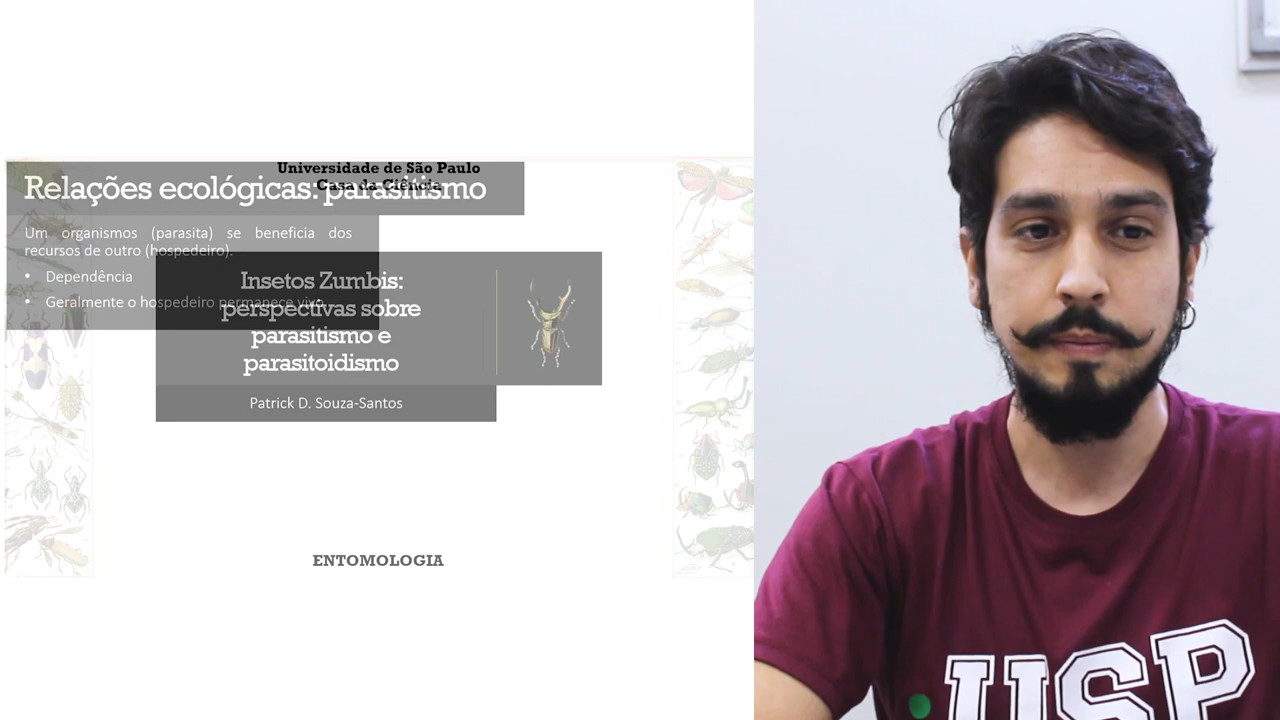 Universidade de São Paulo
Casa da Ciência
Relações ecológicas: parasitismo
Um organismos (parasita) se beneficia dos
recursos de outro (hospedeiro).
• Dependência
• Geralmente o hospedeiro permanece vivo
Insetos Zumbis:
perspectivas sobre
parasitismo e
parasitoidismo
Patrick D. Souza-Santos
ENTOMOLOGIA
USP